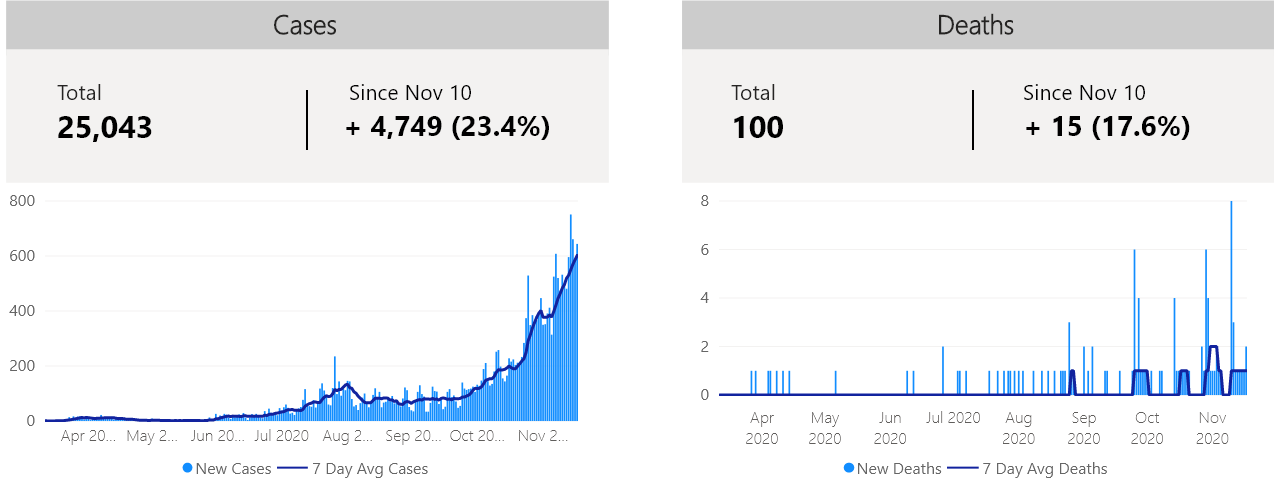 Cases
Total
Since Nov 10
25,043
+ 4,749 (23.4%)
800
600
400
200
0
Apr 20...
May 2...
Jun 20...
Jul 2020
Aug 2...
Sep 20...
Oct 20...
Nov 2...
New Cases
7 Day Avg Cases
Deaths
Total
Since Nov 10
100
+ 15 (17.6%)
8
6
4
2
0
Apr 2020
May 2020
Jun 2020
Jul 2020
Aug 2020
Sep 2020
Oct 2020
Nov 2020
New Deaths
7 Day Avg Deaths